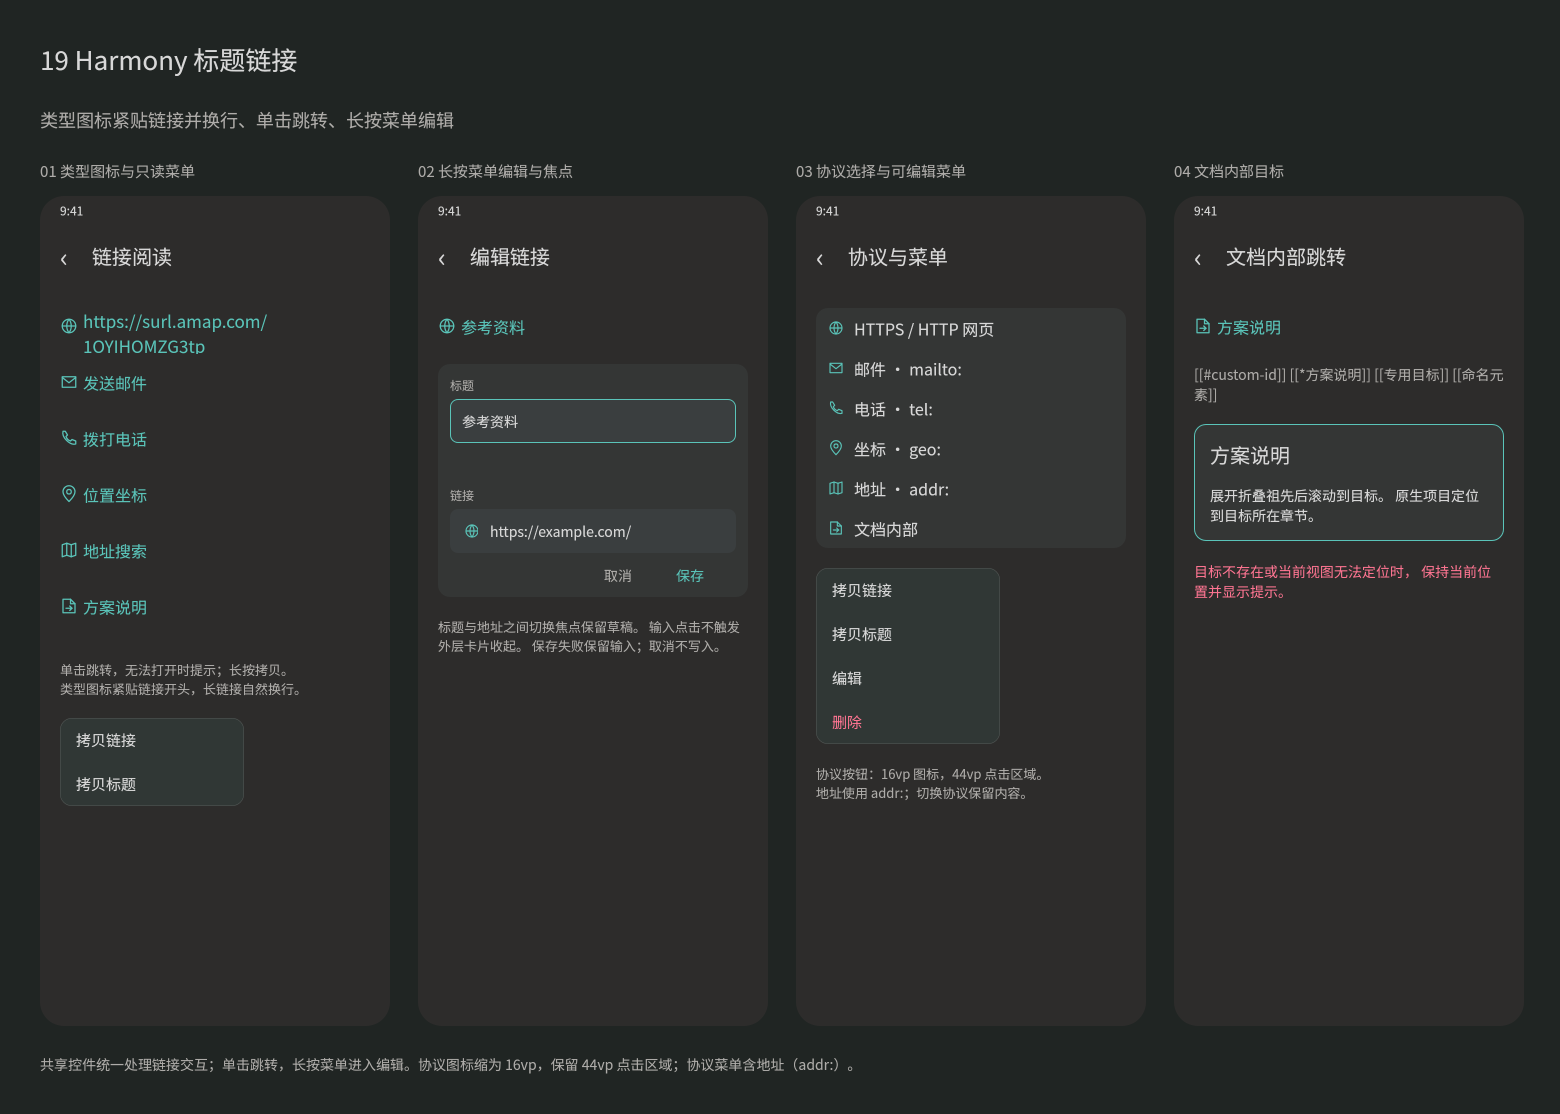 19 Harmony 标题链接
类型图标紧贴链接并换行、单击跳转、长按菜单编辑
01 类型图标与只读菜单
9:41
‹ 链接阅读
https://surl.amap.com/
1OYIHOMZG3tp
发送邮件
拨打电话
位置坐标
地址搜索
方案说明
单击跳转，无法打开时提示；长按拷贝。
类型图标紧贴链接开头，长链接自然换行。
拷贝链接
拷贝标题
02 长按菜单编辑与焦点
9:41
‹ 编辑链接
参考资料
标题
参考资料
链接
https://example.com/
取消 保存
标题与地址之间切换焦点保留草稿。 输入点击不触发
外层卡片收起。 保存失败保留输入；取消不写入。
03 协议选择与可编辑菜单
9:41
‹ 协议与菜单
HTTPS / HTTP 网页
邮件 · mailto:
电话 · tel:
坐标 · geo:
地址 · addr:
文档内部
拷贝链接
拷贝标题
编辑
删除
协议按钮：16vp 图标，44vp 点击区域。
地址使用 addr:；切换协议保留内容。
04 文档内部目标
9:41
‹ 文档内部跳转
方案说明
[[#custom-id]] [[*方案说明]] [[专用目标]] [[命名元
素]]
方案说明
展开折叠祖先后滚动到目标。 原生项目定位
到目标所在章节。
目标不存在或当前视图无法定位时， 保持当前位
置并显示提示。
共享控件统一处理链接交互；单击跳转，长按菜单进入编辑。协议图标缩为 16vp，保留 44vp 点击区域；协议菜单含地址（addr:）。